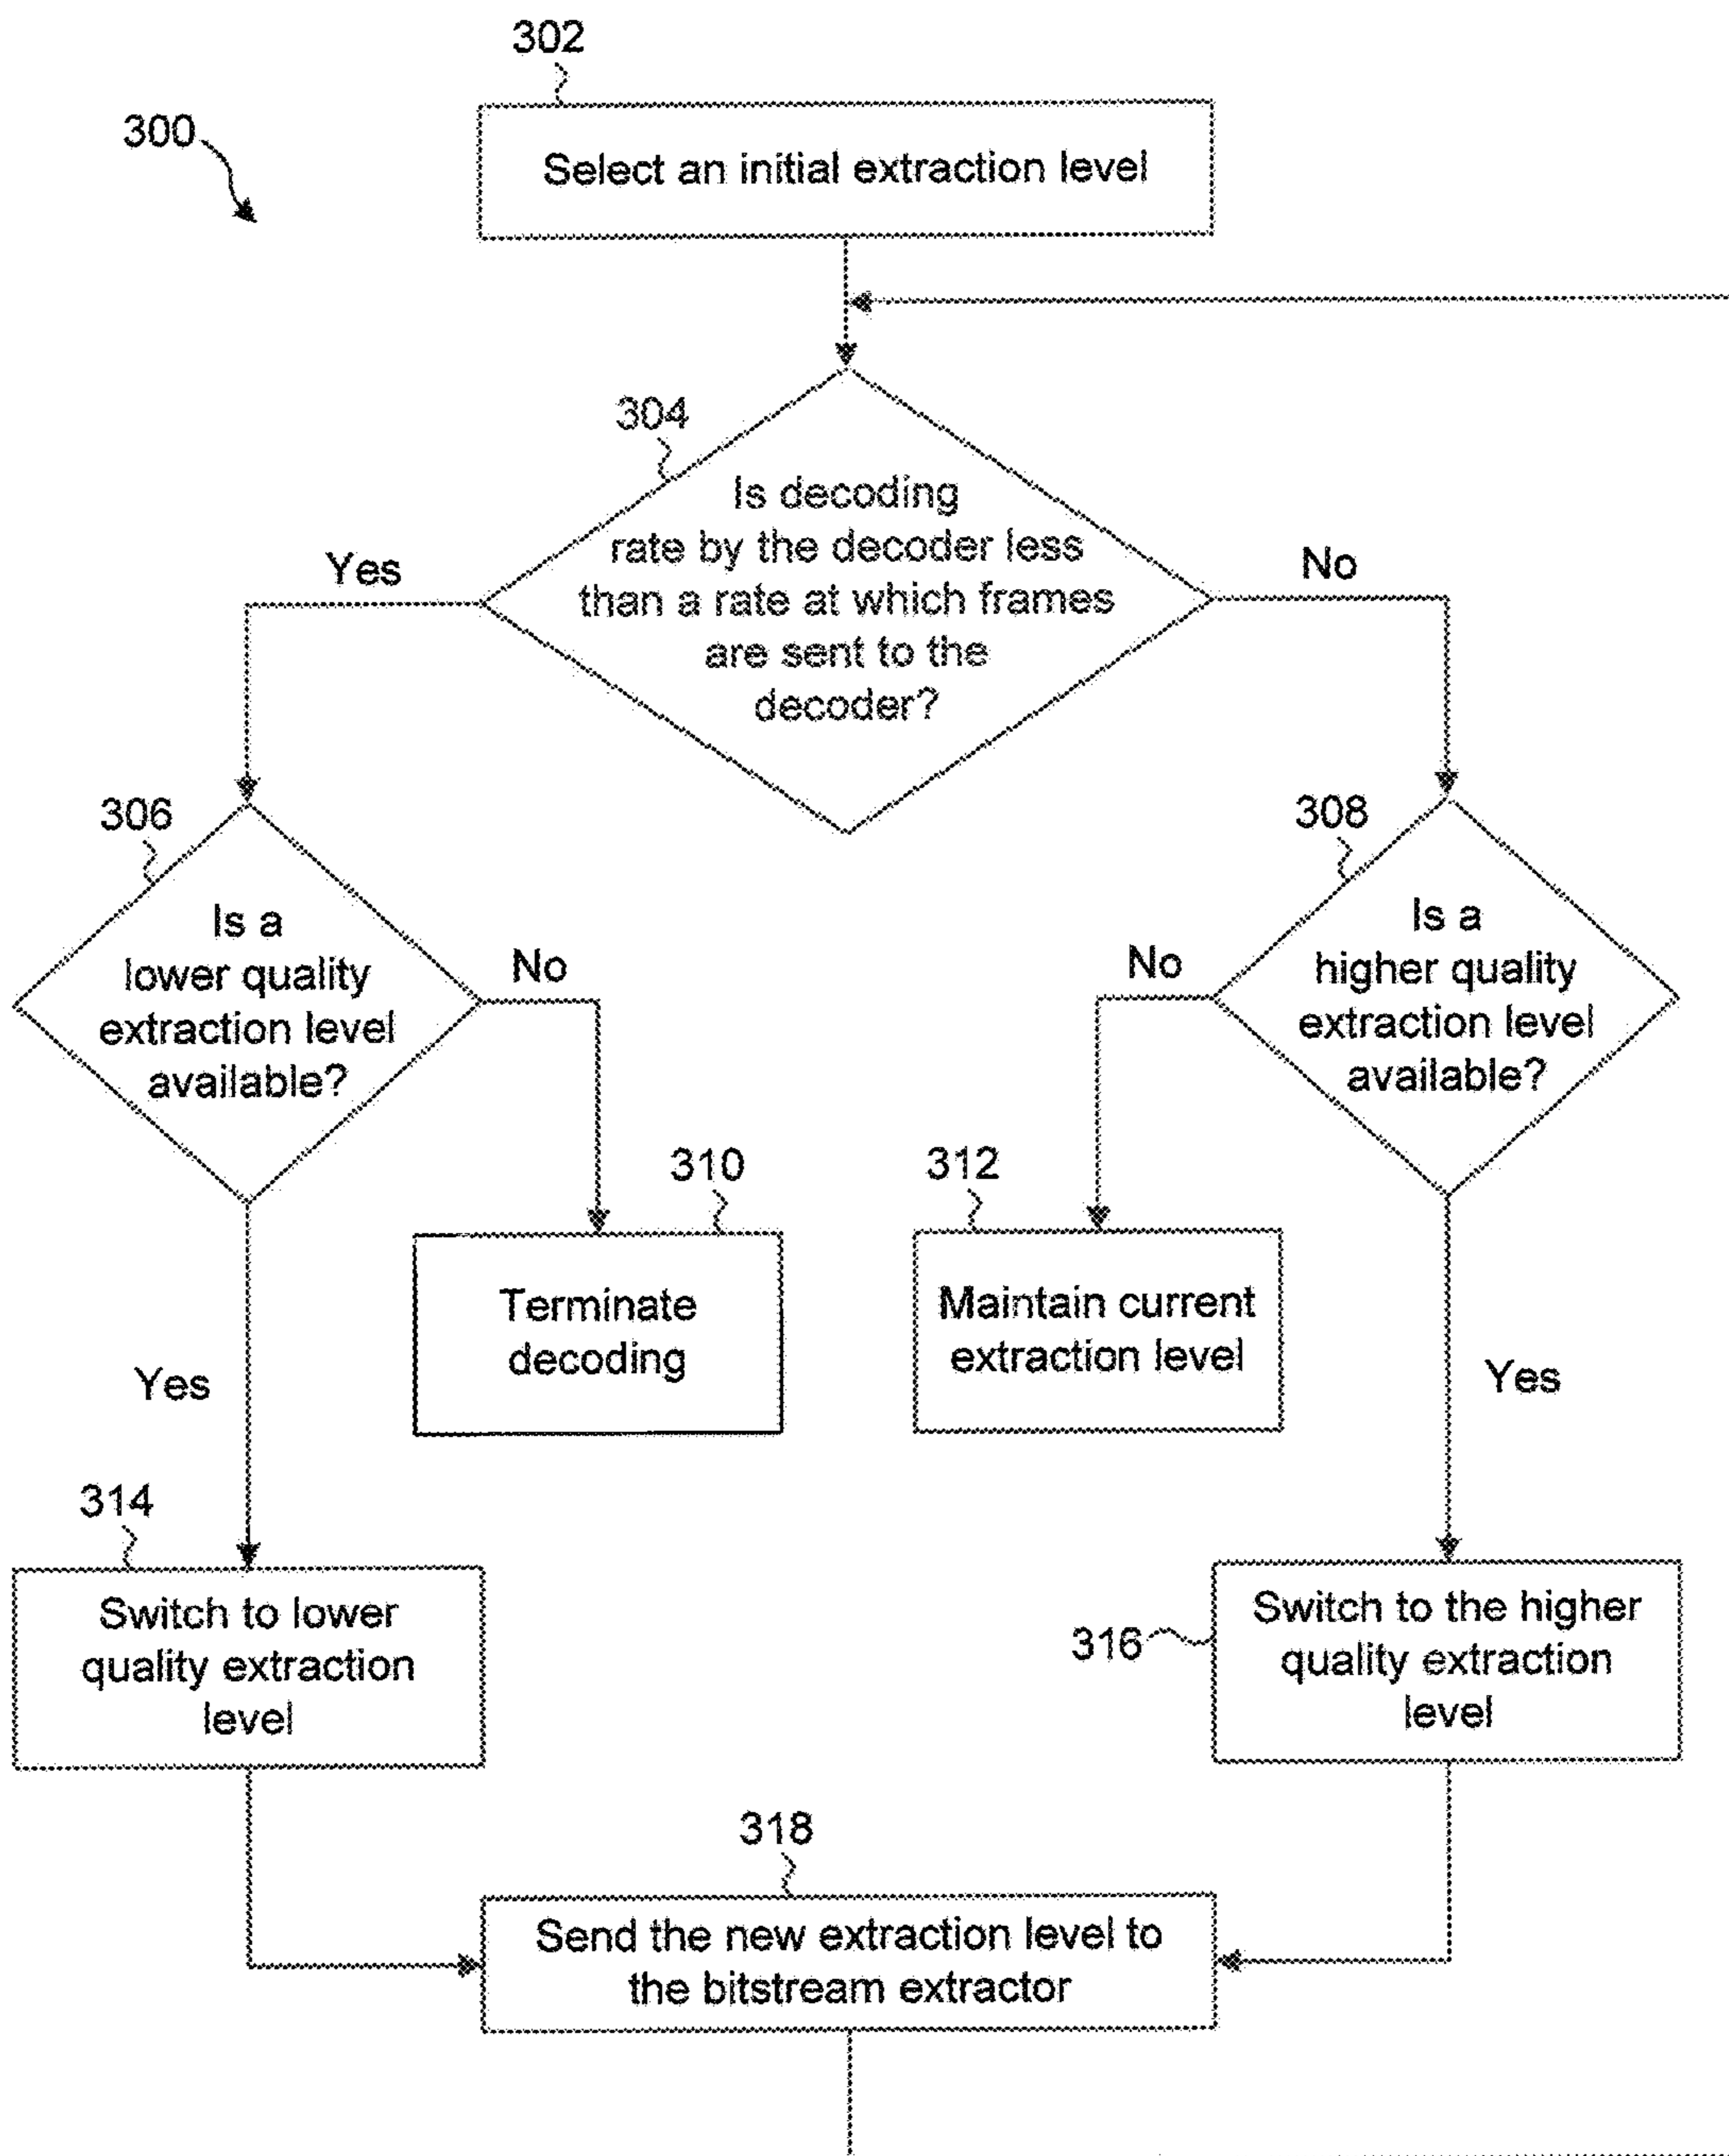 302
300
Select an initial extraction level
304
Is decoding
rate by the decoder less
than a rate at which frames
are sent to the
decoder?
Yes
No
306
Is a
lower quality
extraction level
available?
No
308
Is a
higher quality
extraction level
available?
No
310
Terminate
decoding
312
Maintain current
extraction level
Yes
Yes
314
Switch to lower
quality extraction
level
316
Switch to the higher
quality extraction
level
318
Send the new extraction level to
the bitstream extractor